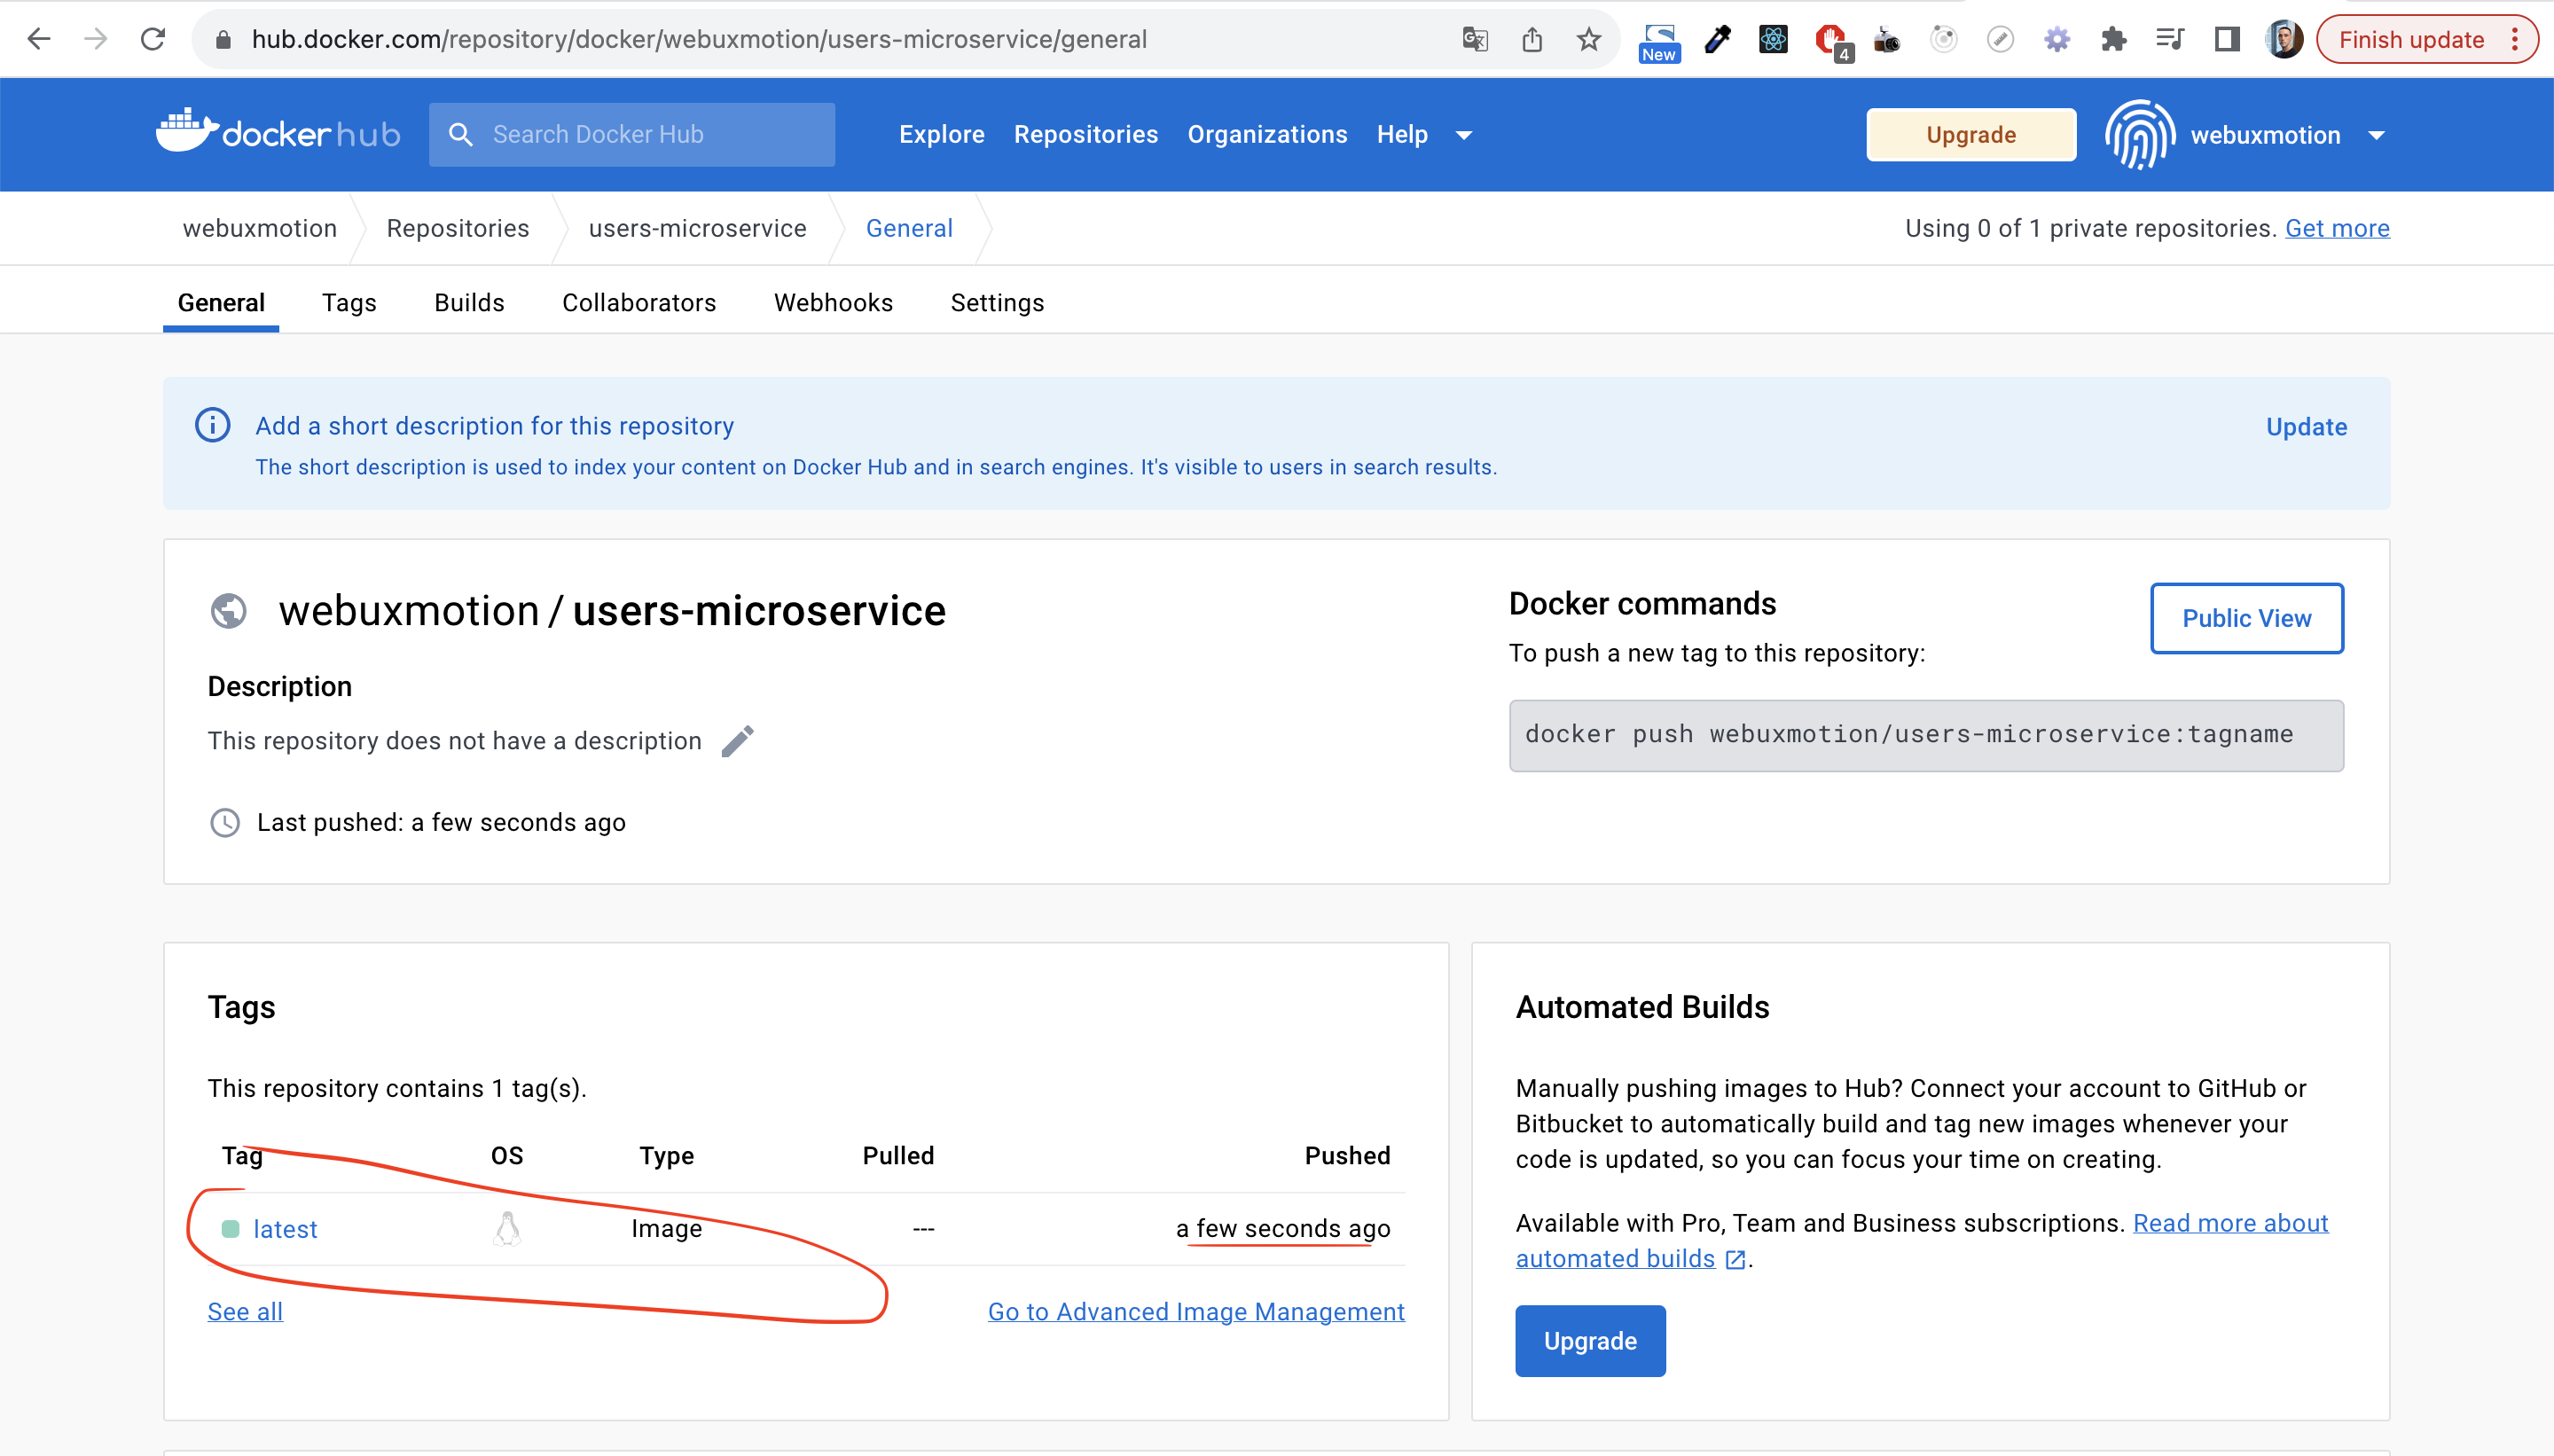 hub.docker.com/repository/docker/webuxmotion/users-microservice/general
New
4
Finish update
docker hub
Search Docker Hub
Explore
Repositories
Organizations
Help
Upgrade
webuxmotion
webuxmotion
Repositories
users-microservice
General
Using 0 of 1 private repositories. Get more
General
Tags
Builds
Collaborators
Webhooks
Settings
Add a short description for this repository
Update
The short description is used to index your content on Docker Hub and in search engines. It's visible to users in search results.
webuxmotion / users-microservice
Description
This repository does not have a description
Last pushed: a few seconds ago
Docker commands
Public View
To push a new tag to this repository:
docker push webuxmotion/users-microservice:tagname
Tags
This repository contains 1 tag(s).
Tag OS Type Pulled Pushed
latest Image --- a few seconds ago
See all
Go to Advanced Image Management
Automated Builds
Manually pushing images to Hub? Connect your account to GitHub or
Bitbucket to automatically build and tag new images whenever your
code is updated, so you can focus your time on creating.
Available with Pro, Team and Business subscriptions. Read more about
automated builds .
Upgrade